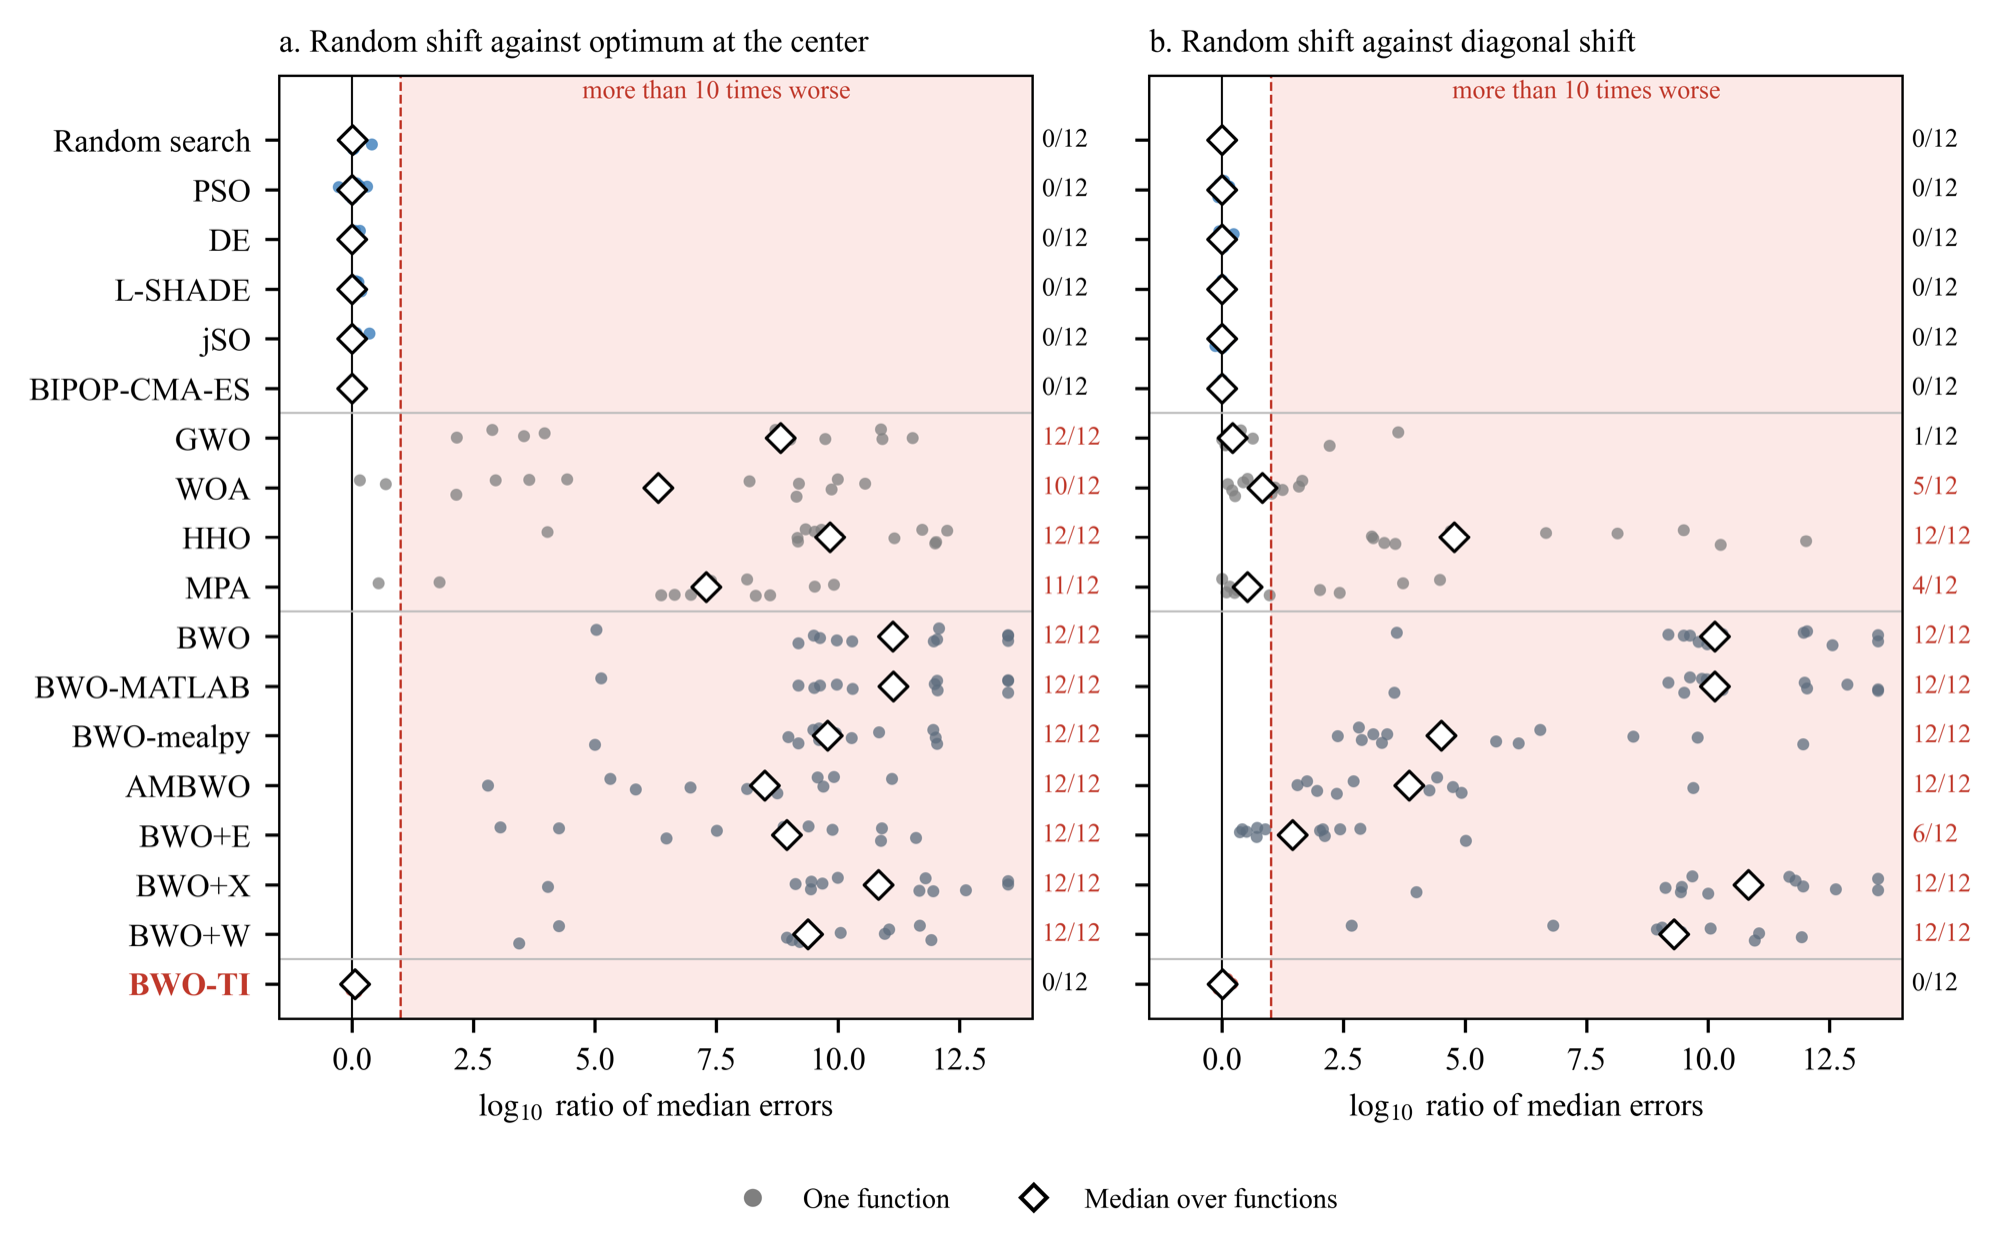 a. Random shift against optimum at the center
b. Random shift against diagonal shift
more than 10 times worse
more than 10 times worse
Random search 0/12 0/12
PSO 0/12 0/12
DE 0/12 0/12
L-SHADE 0/12 0/12
jSO 0/12 0/12
BIPOP-CMA-ES 0/12 0/12
GWO 12/12 1/12
WOA 10/12 5/12
HHO 12/12 12/12
MPA 11/12 4/12
BWO 12/12 12/12
BWO-MATLAB 12/12 12/12
BWO-mealpy 12/12 12/12
AMBWO 12/12 12/12
BWO+E 12/12 6/12
BWO+X 12/12 12/12
BWO+W 12/12 12/12
BWO-TI 0/12 0/12
0.0 2.5 5.0 7.5 10.0 12.5
0.0 2.5 5.0 7.5 10.0 12.5
log₁₀ ratio of median errors
log₁₀ ratio of median errors
One function
Median over functions